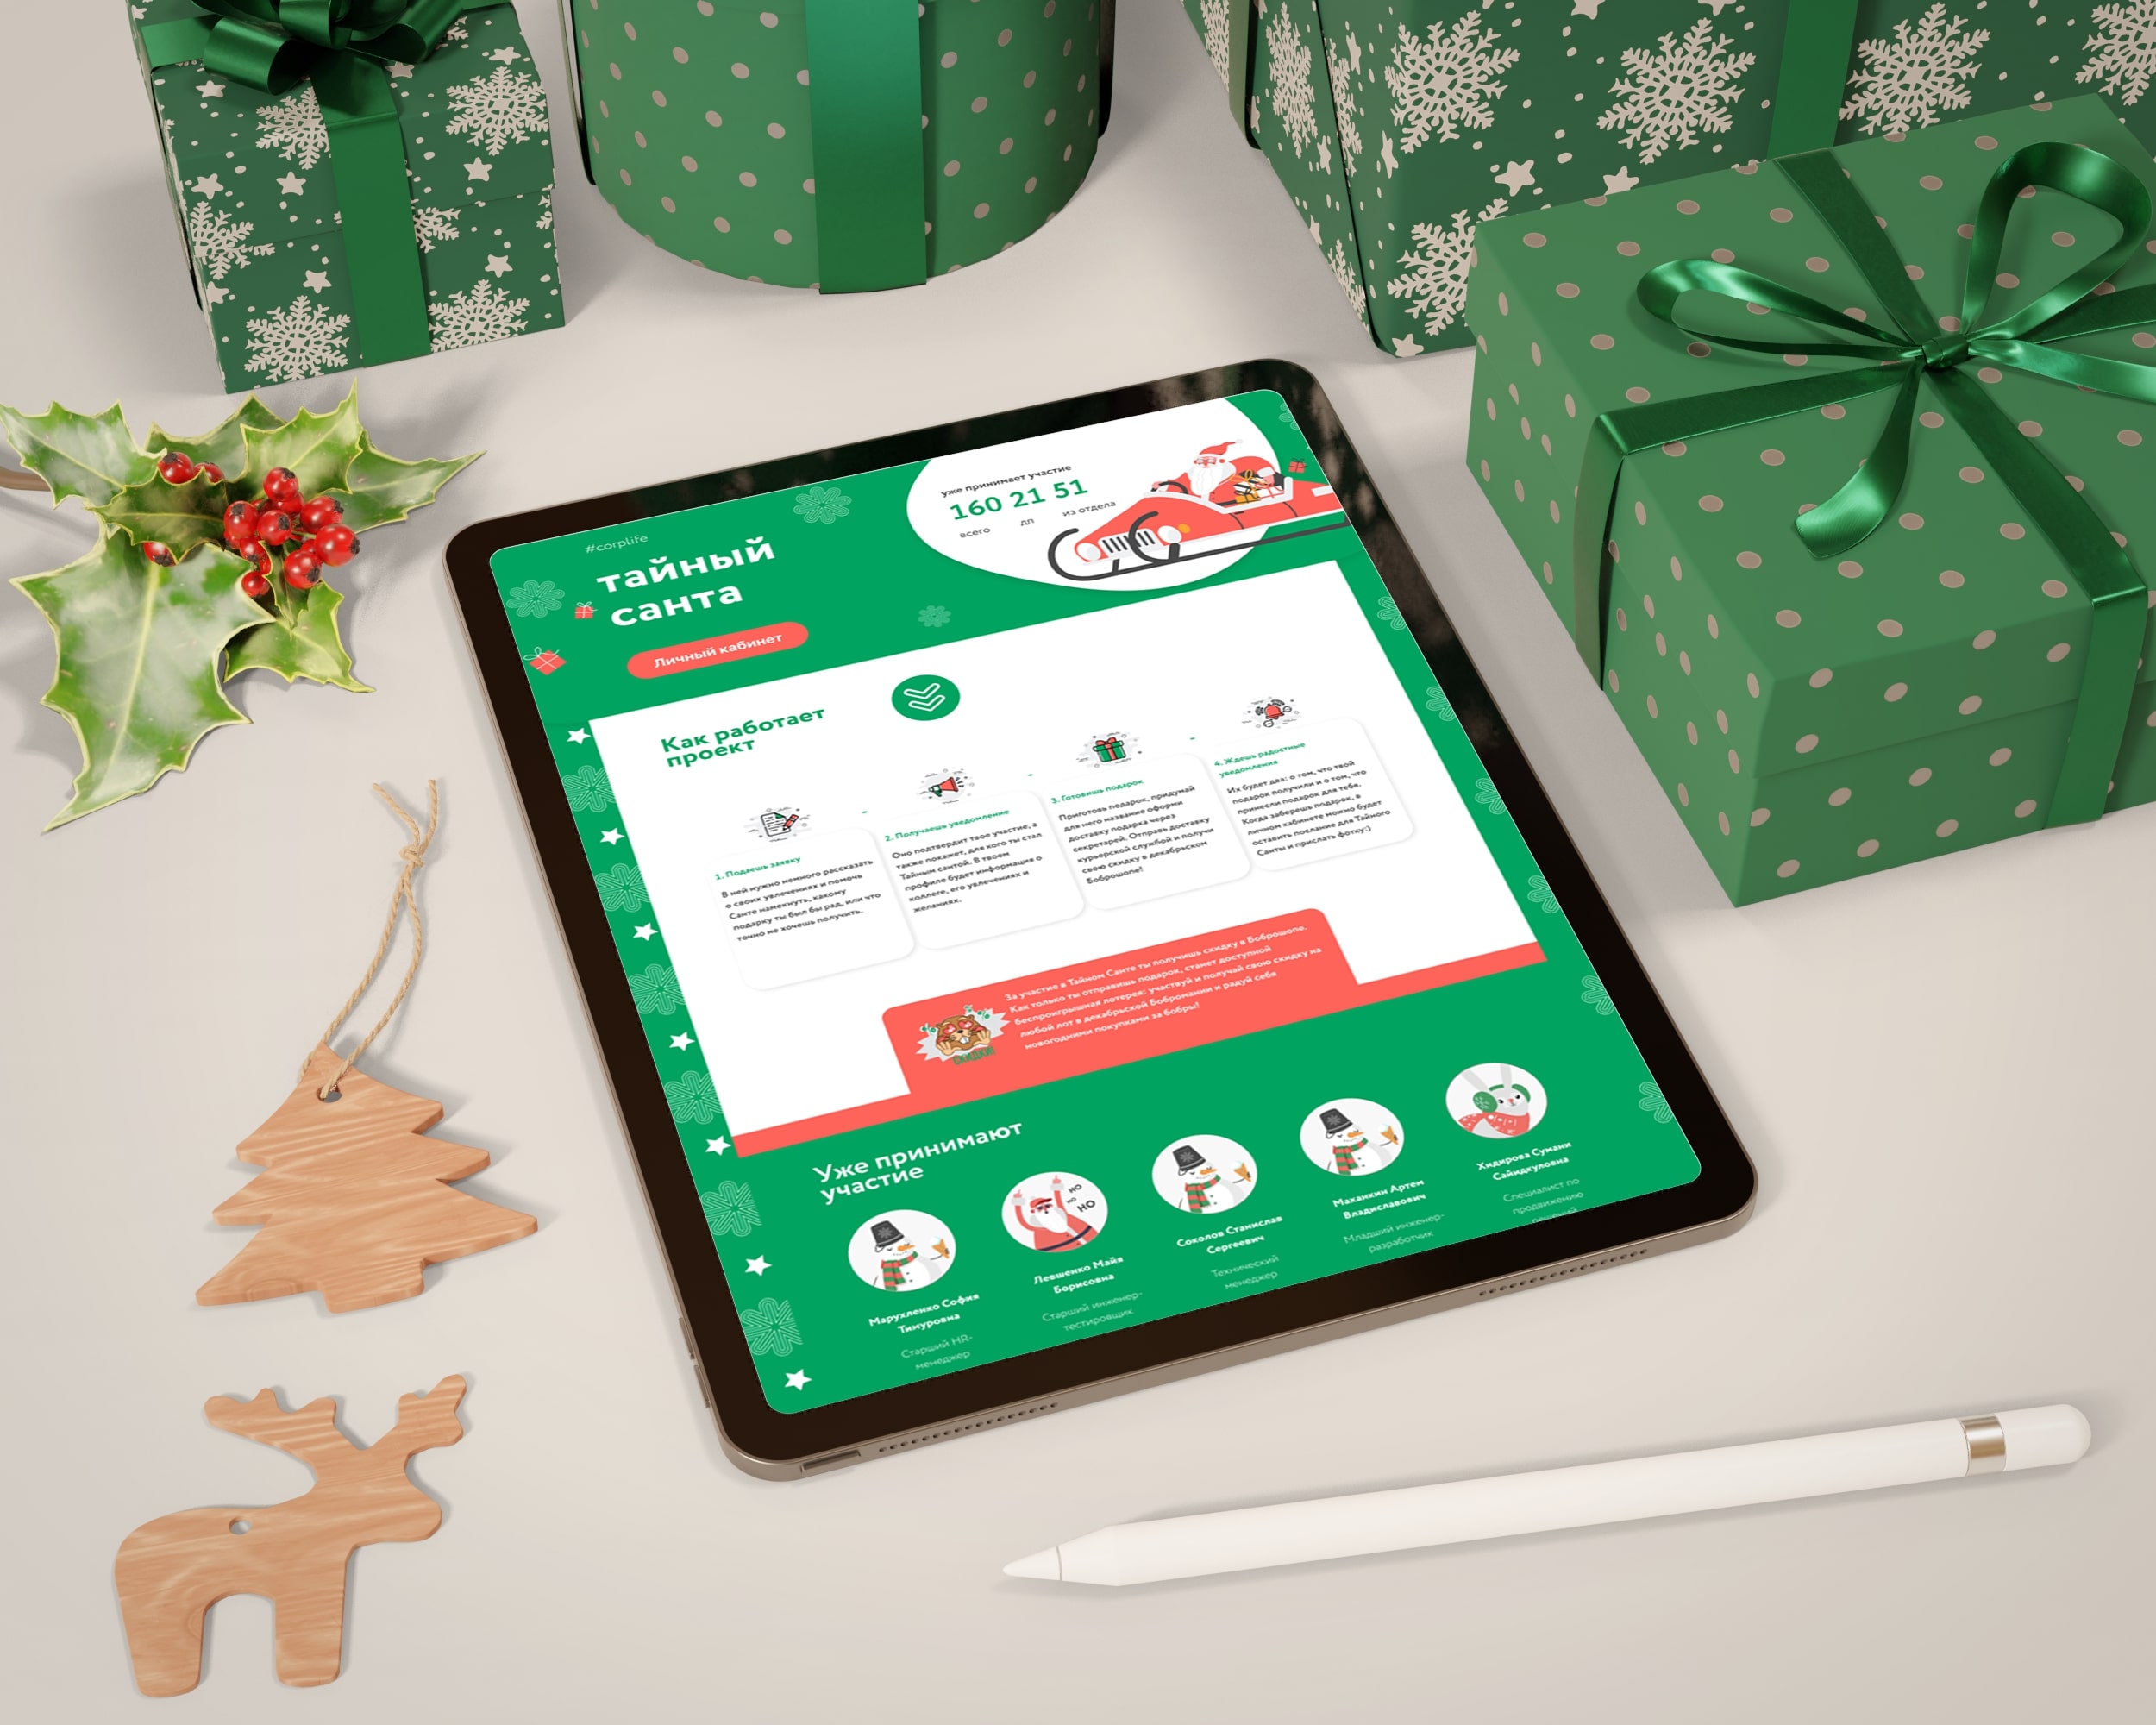 #corplife
тайный
санта
Личный кабинет
уже принимает участие
160 21 51
всего дп из отдела
Как работает
проект
1. Подаешь заявку
В ней нужно немного рассказать
о своих увлечениях и помочь
Санте намекнуть, какому
подарку ты был бы рад, или что
точно не хочешь получить.
2. Получаешь уведомление
Оно подтвердит твое участие, а
также покажет, для кого ты стал
Тайным сантой. В твоем
профиле будет информация о
коллеге, его увлечениях и
желаниях.
3. Готовишь подарок
Приготовь подарок, придумай
для него название оформи
доставку подарка через
секретарей. Отправь доставку
курьерской службой и получи
свою скидку в декабрьском
Боброшопе!
4. Ждешь радостные
уведомления
Их будет два: о том, что твой
подарок получили и о том, что
принесли подарок для тебя.
Когда заберешь подарок, в
личном кабинете можно будет
оставить послание для Тайного
Санты и прислать фотку:)
За участие в Тайном Санте ты получишь скидку в Боброшопе.
Как только ты отправишь подарок, станет доступной
беспроигрышная лотерея: участвуй и получай свою скидку на
любой лот в декабрьской Бобромании и радуй себя
новогодними покупками за бобры!
Уже принимают
участие
HO
HO
HO
Марухленко София
Тимуровна
Старший HR-
менеджер
Левшенко Майя
Борисовна
Старший инженер-
тестировщик
Соколов Станислав
Сергеевич
Технический
менеджер
Маханкин Артем
Владиславович
Младший инженер-
разработчик
Хидирова Сумани
Сайидкуловна
Специалист по
продвижению